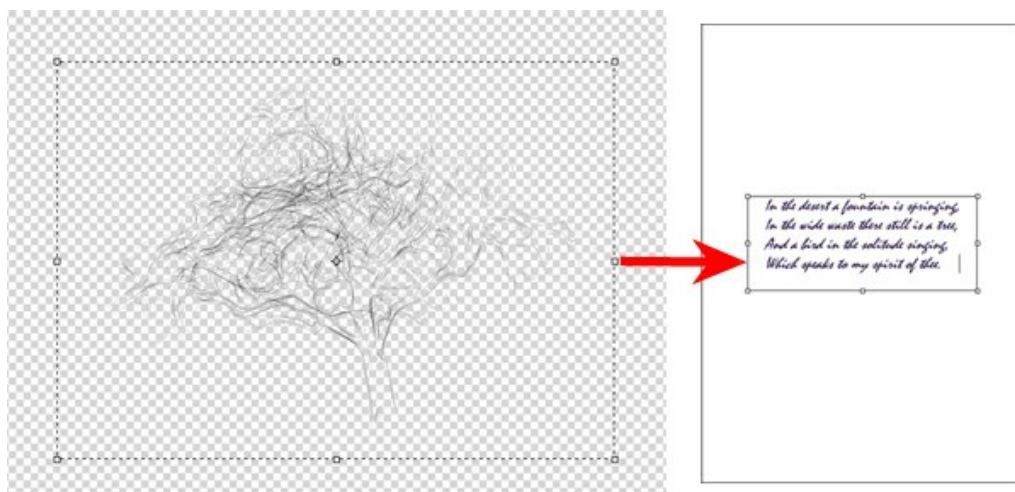 In the desert a fountain is springing,
In the wide waste there still is a tree,
And a bird in the solitude singing,
Which speaks to my spirit of thee.